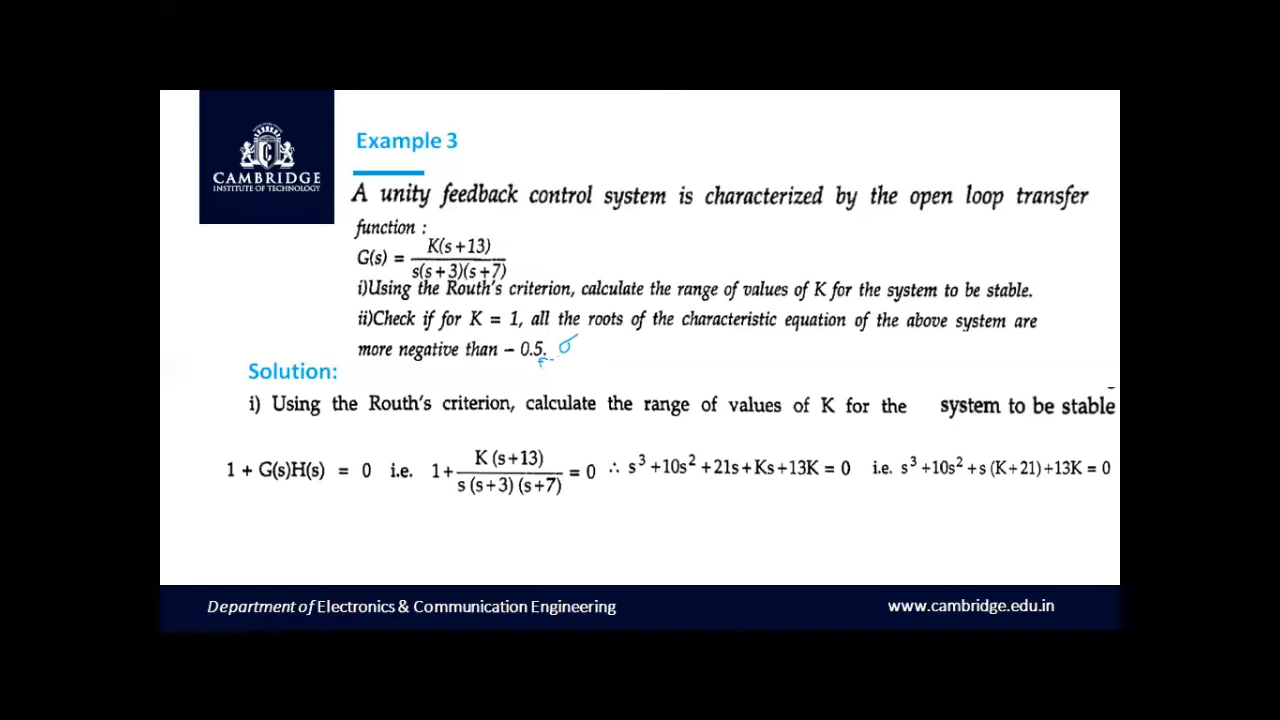 CAMBRIDGE
INSTITUTE OF TECHNOLOGY
Example 3
A unity feedback control system is characterized by the open loop transfer
function :
G(s) = K(s+13) / s(s+3)(s+7)
i)Using the Routh's criterion, calculate the range of values of K for the system to be stable.
ii)Check if for K = 1, all the roots of the characteristic equation of the above system are
more negative than – 0.5. σ
Solution:
i) Using the Routh's criterion, calculate the range of values of K for the system to be stable
1 + G(s)H(s) = 0 i.e. 1 + K (s+13) / s (s+3) (s+7) = 0 ∴ s³ +10s² +21s+Ks+13K = 0 i.e. s³ +10s² +s (K+21)+13K = 0
Department of Electronics & Communication Engineering
www.cambridge.edu.in